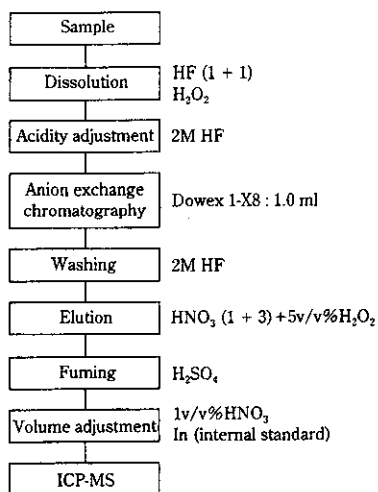 Sample
Dissolution
HF (1 + 1)
H₂O₂
Acidity adjustment
2M HF
Anion exchange
chromatography
Dowex 1-X8 : 1.0 ml
Washing
2M HF
Elution
HNO₃ (1 + 3) +5v/v%H₂O₂
Fuming
H₂SO₄
Volume adjustment
1v/v%HNO₃
In (internal standard)
ICP-MS